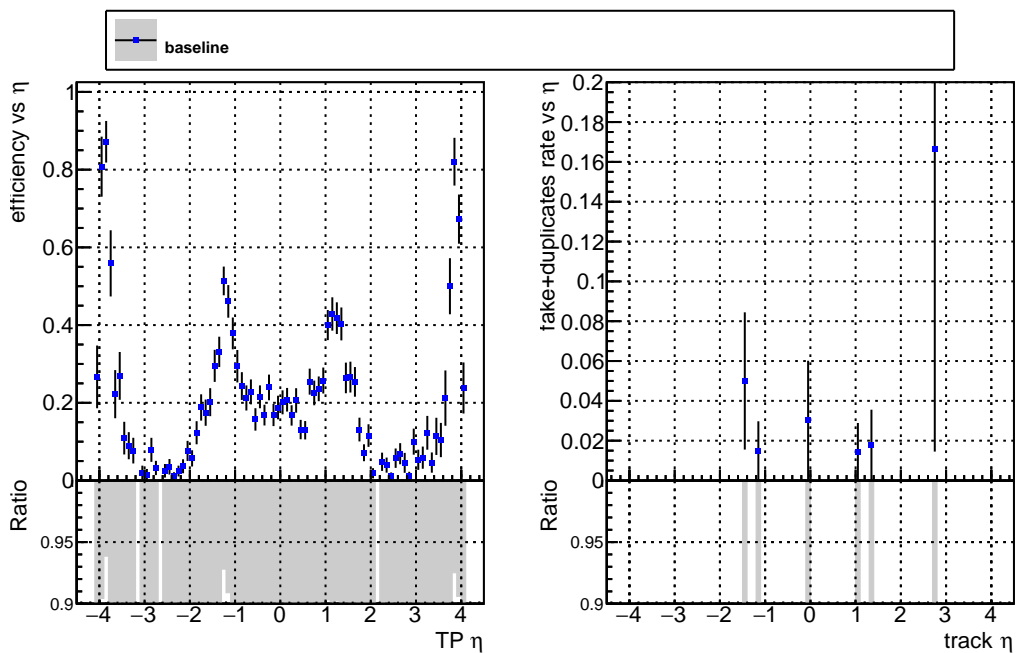 baseline
efficiency vs η
1
0.8
0.6
0.4
0.2
0
Ratio
0.95
0.9
−4 −3 −2 −1 0 1 2 3 4
TP η
fake+duplicates rate vs η
0.2
0.18
0.16
0.14
0.12
0.1
0.08
0.06
0.04
0.02
0
Ratio
0.95
0.9
−4 −3 −2 −1 0 1 2 3 4
track η